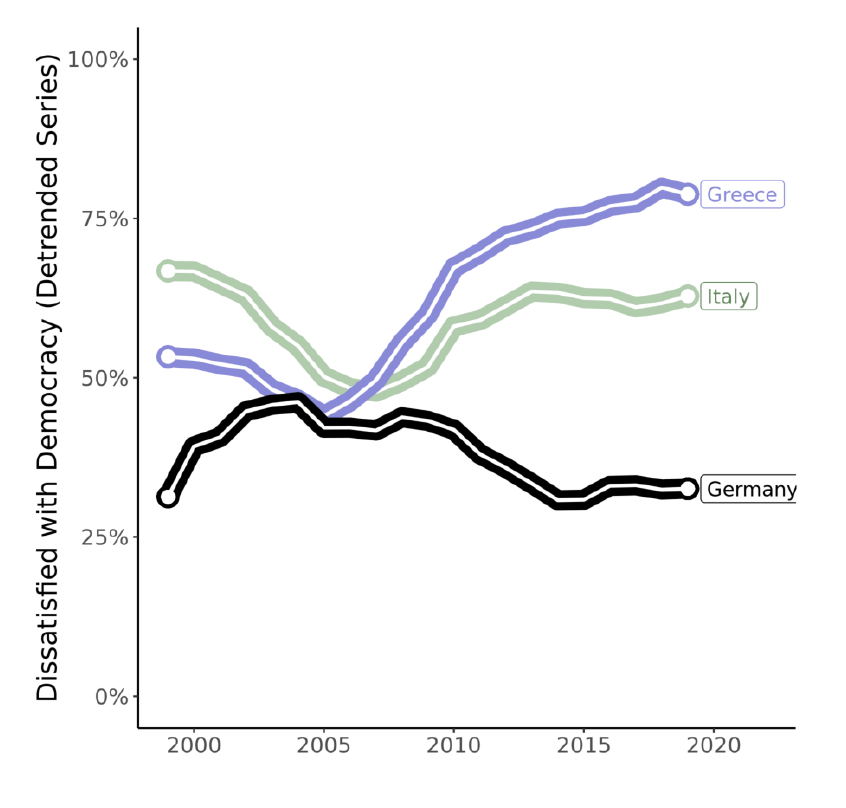 Dissatisfied with Democracy (Detrended Series)
100%
75%
50%
25%
0%
Greece
Italy
Germany
2000
2005
2010
2015
2020